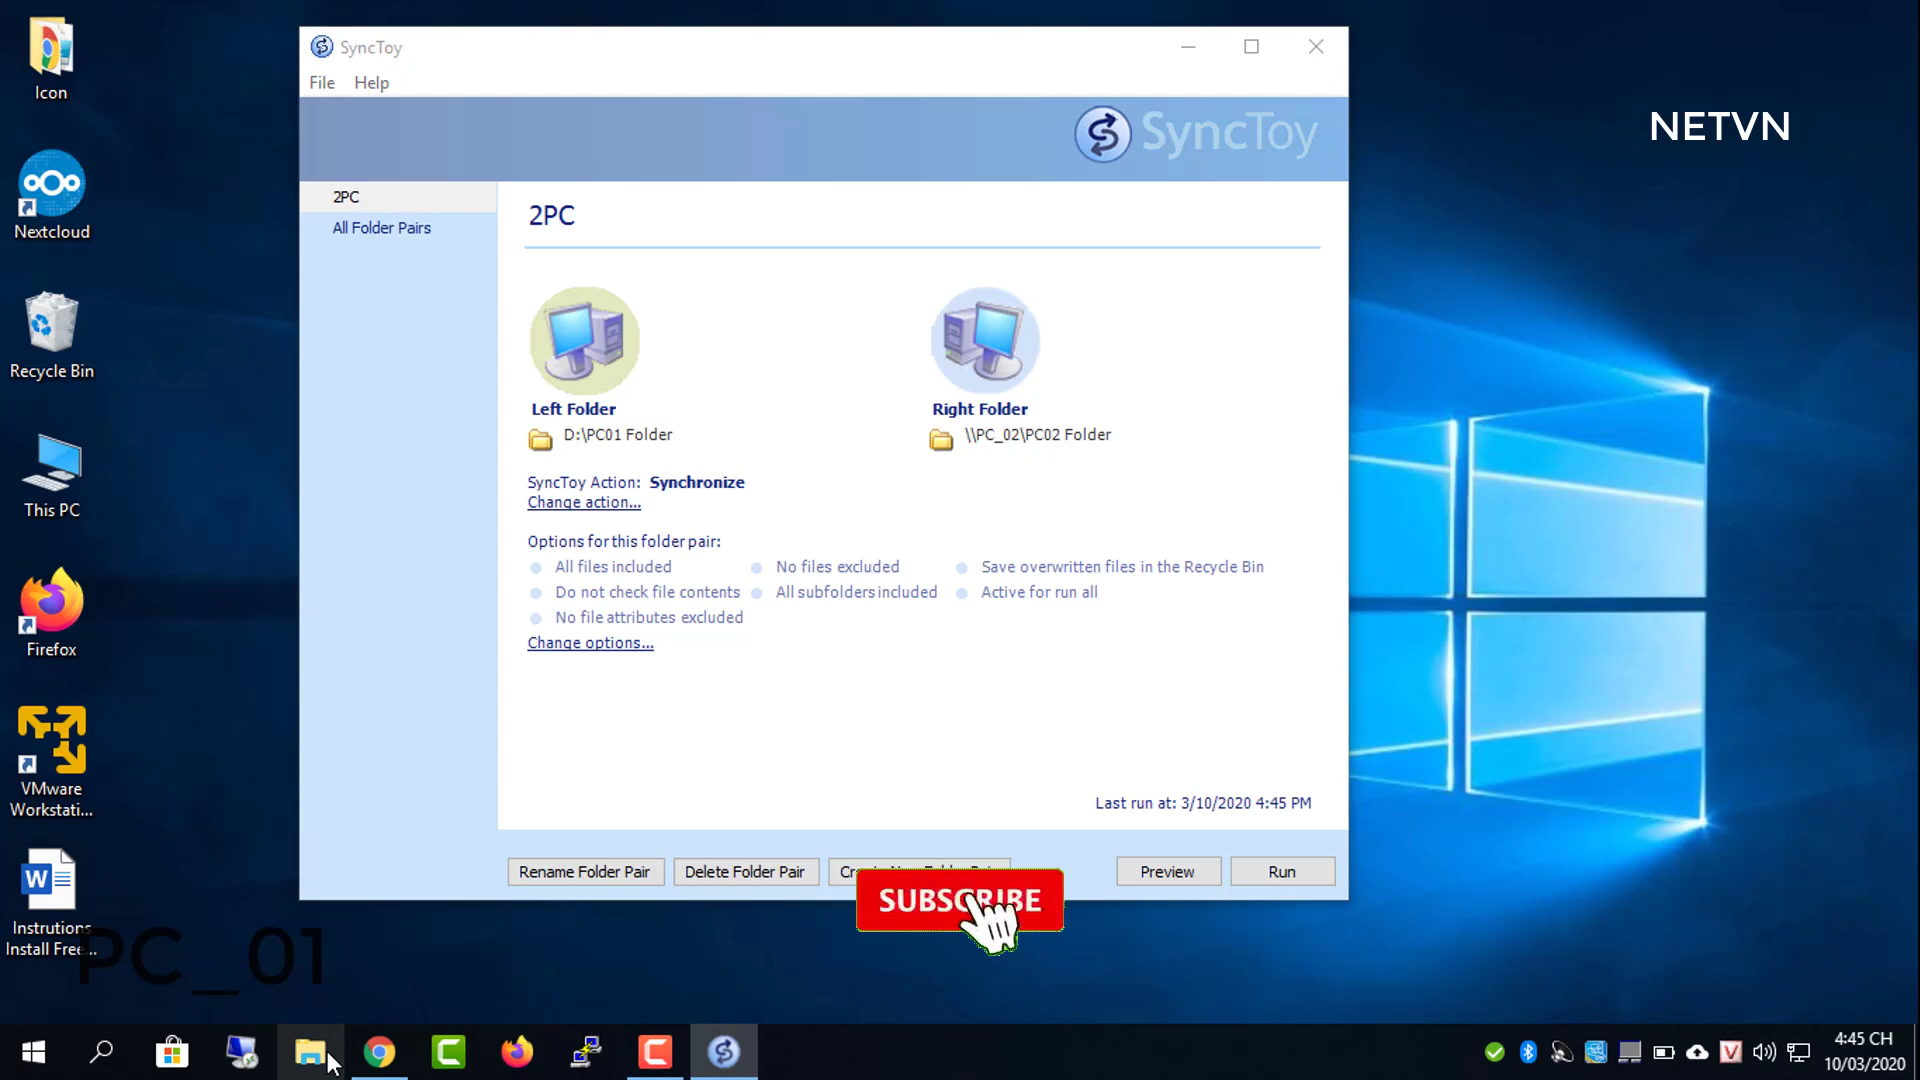 Icon
Nextcloud
Recycle Bin
This PC
Firefox
VMware
Workstati...
Instrutions
Install Free...
PC_01
SyncToy
File Help
SyncToy
2PC
All Folder Pairs
2PC
Left Folder
D:\PC01 Folder
Right Folder
\\PC_02\PC02 Folder
SyncToy Action: Synchronize
Change action...
Options for this folder pair:
All files included
No files excluded
Save overwritten files in the Recycle Bin
Do not check file contents
All subfolders included
Active for run all
No file attributes excluded
Change options...
Last run at: 3/10/2020 4:45 PM
Rename Folder Pair
Delete Folder Pair
Preview
Run
SUBSCRIBE
NETVN
4:45 CH
10/03/2020